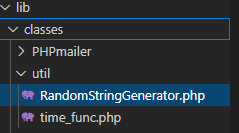 lib
classes
PHPmailer
util
RandomStringGenerator.php
time_func.php